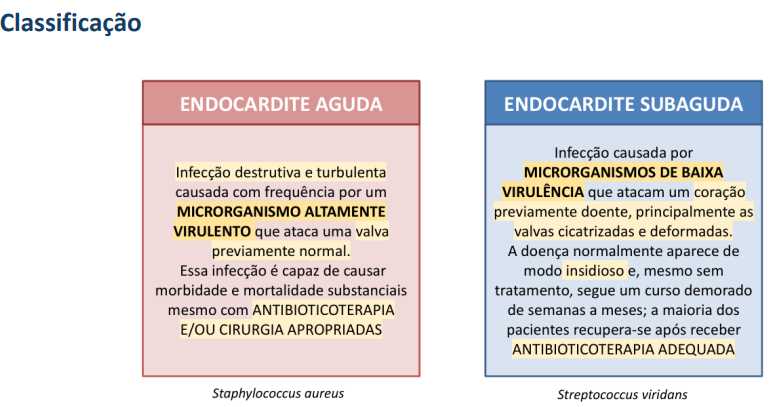 Classificação
ENDOCARDITE AGUDA
Infecção destrutiva e turbulenta
causada com frequência por um
MICRORGANISMO ALTAMENTE
VIRULENTO que ataca uma valva
previamente normal.
Essa infecção é capaz de causar
morbidade e mortalidade substanciais
mesmo com ANTIBIOTICOTERAPIA
E/OU CIRURGIA APROPRIADAS
Staphylococcus aureus
ENDOCARDITE SUBAGUDA
Infecção causada por
MICRORGANISMOS DE BAIXA
VIRULÊNCIA que atacam um coração
previamente doente, principalmente as
valvas cicatrizadas e deformadas.
A doença normalmente aparece de
modo insidioso e, mesmo sem
tratamento, segue um curso demorado
de semanas a meses; a maioria dos
pacientes recupera-se após receber
ANTIBIOTICOTERAPIA ADEQUADA
Streptococcus viridans